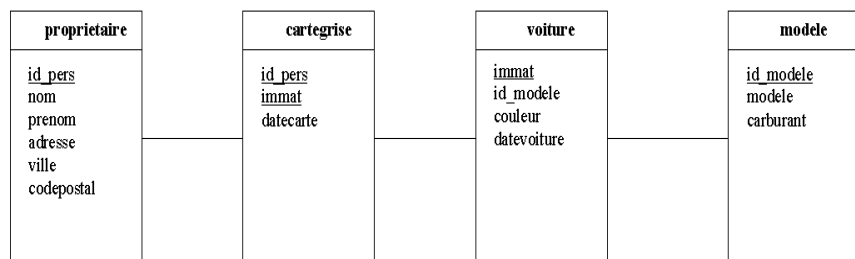 proprietaire
id_pers
nom
prenom
adresse
ville
codepostal
cartegrise
id_pers
immat
datecarte
voiture
immat
id_modele
couleur
datevoiture
modele
id_modele
modele
carburant